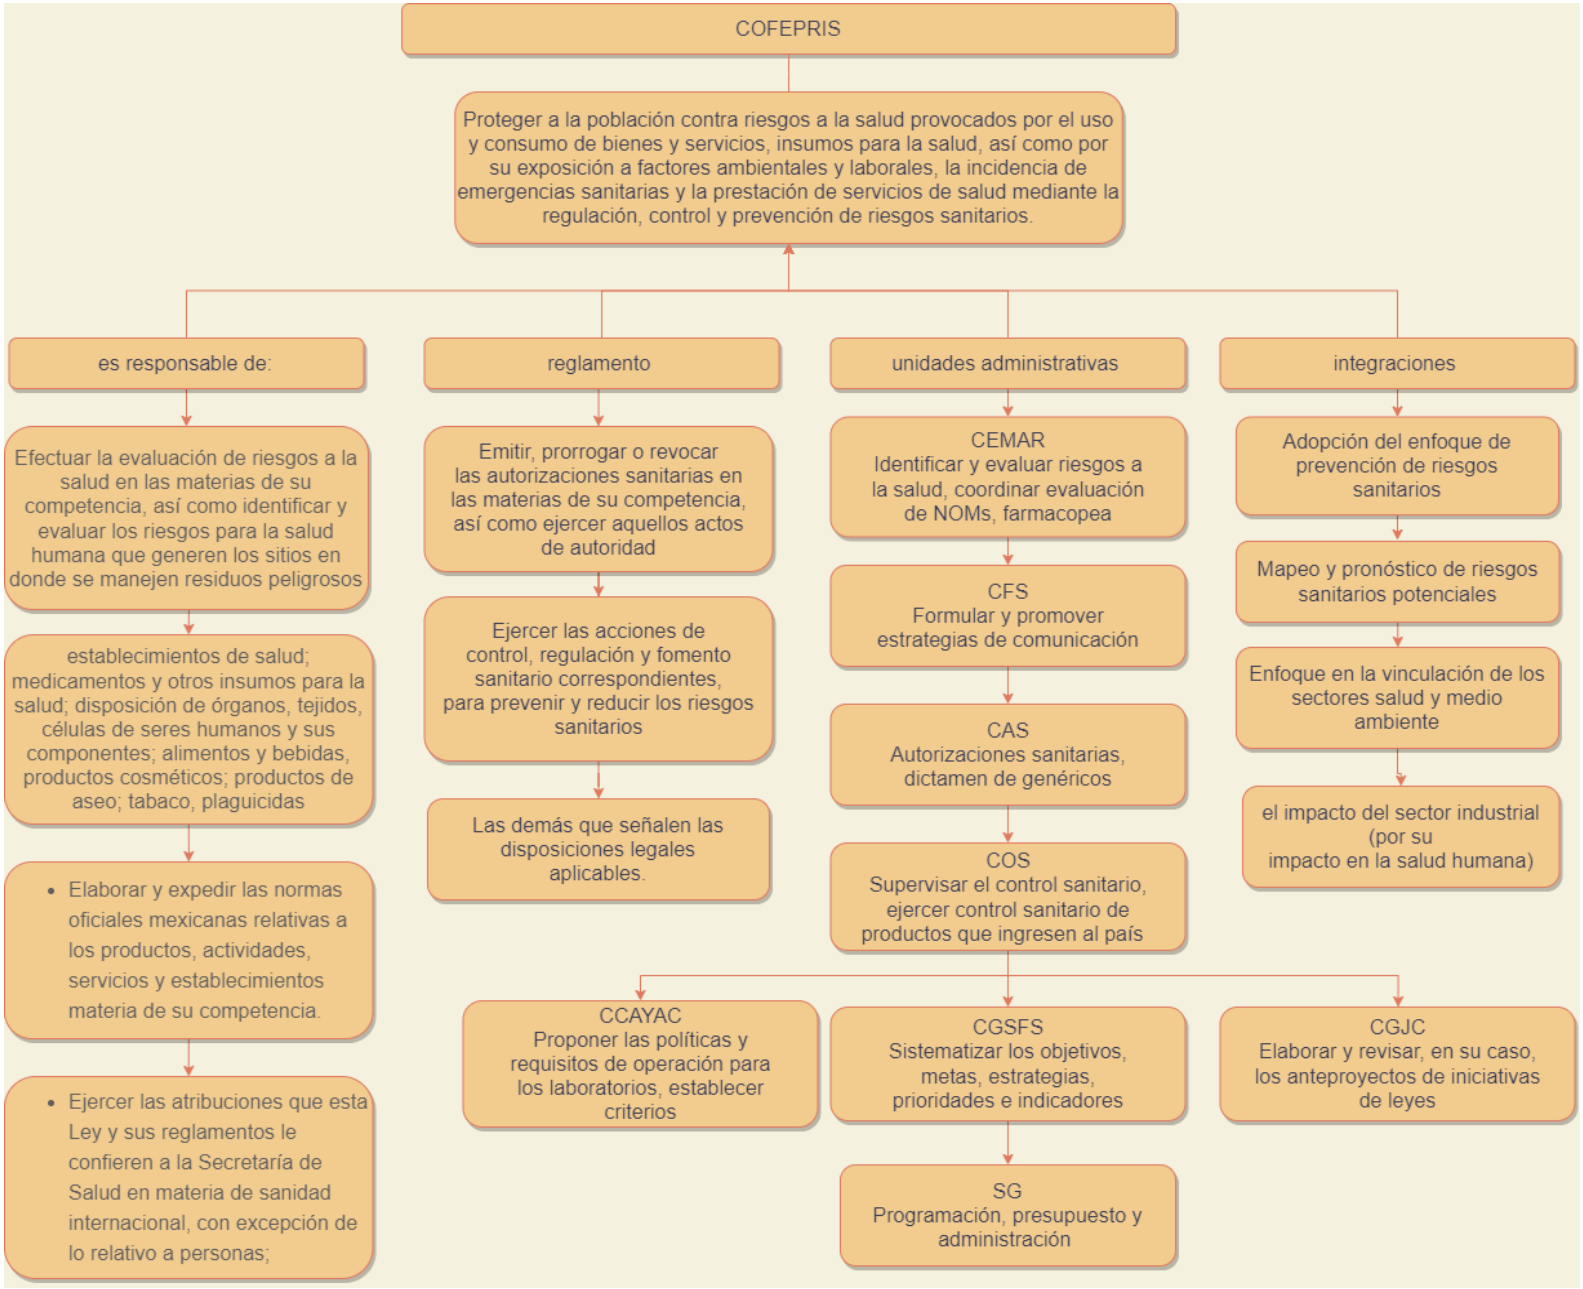 COFEPRIS
Proteger a la población contra riesgos a la salud provocados por el uso
y consumo de bienes y servicios, insumos para la salud, así como por
su exposición a factores ambientales y laborales, la incidencia de
emergencias sanitarias y la prestación de servicios de salud mediante la
regulación, control y prevención de riesgos sanitarios.
es responsable de:
Efectuar la evaluación de riesgos a la
salud en las materias de su
competencia, así como identificar y
evaluar los riesgos para la salud
humana que generen los sitios en
donde se manejen residuos peligrosos
establecimientos de salud;
medicamentos y otros insumos para la
salud; disposición de órganos, tejidos,
células de seres humanos y sus
componentes; alimentos y bebidas,
productos cosméticos; productos de
aseo; tabaco, plaguicidas
• Elaborar y expedir las normas
oficiales mexicanas relativas a
los productos, actividades,
servicios y establecimientos
materia de su competencia.
• Ejercer las atribuciones que esta
Ley y sus reglamentos le
confieren a la Secretaría de
Salud en materia de sanidad
internacional, con excepción de
lo relativo a personas;
reglamento
Emitir, prorrogar o revocar
las autorizaciones sanitarias en
las materias de su competencia,
así como ejercer aquellos actos
de autoridad
Ejercer las acciones de
control, regulación y fomento
sanitario correspondientes,
para prevenir y reducir los riesgos
sanitarios
Las demás que señalen las
disposiciones legales
aplicables.
unidades administrativas
CEMAR
Identificar y evaluar riesgos a
la salud, coordinar evaluación
de NOMs, farmacopea
CFS
Formular y promover
estrategias de comunicación
CAS
Autorizaciones sanitarias,
dictamen de genéricos
COS
Supervisar el control sanitario,
ejercer control sanitario de
productos que ingresen al país
CCAYAC
Proponer las políticas y
requisitos de operación para
los laboratorios, establecer
criterios
CGSFS
Sistematizar los objetivos,
metas, estrategias,
prioridades e indicadores
CGJC
Elaborar y revisar, en su caso,
los anteproyectos de iniciativas
de leyes
SG
Programación, presupuesto y
administración
integraciones
Adopción del enfoque de
prevención de riesgos
sanitarios
Mapeo y pronóstico de riesgos
sanitarios potenciales
Enfoque en la vinculación de los
sectores salud y medio
ambiente
el impacto del sector industrial
(por su
impacto en la salud humana)